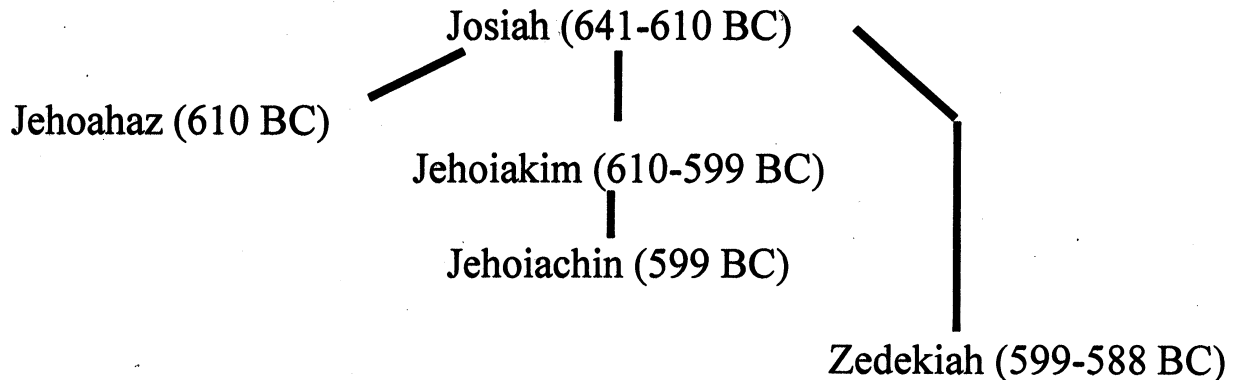 Josiah (641-610 BC)
Jehoahaz (610 BC)
Jehoiakim (610-599 BC)
Jehoiachin (599 BC)
Zedekiah (599-588 BC)